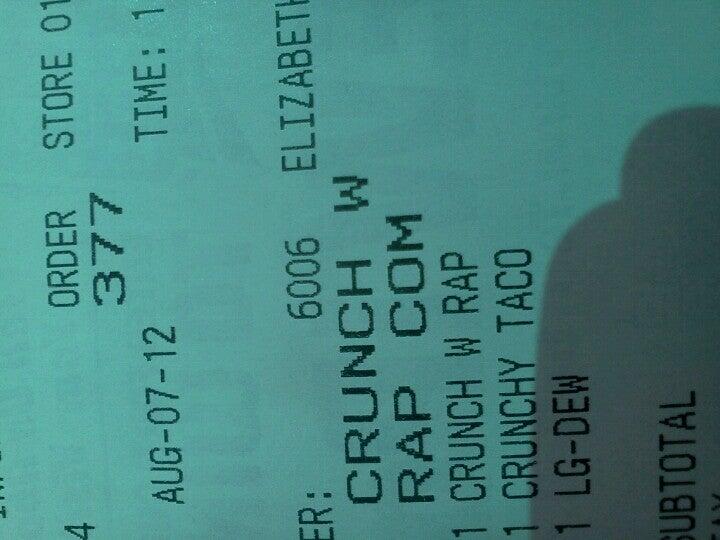 ORDER STORE 01
377
4 AUG-07-12 TIME: 1
ER: 6006 ELIZABETH
CRUNCH W
RAP COM
1 CRUNCH W RAP
1 CRUNCHY TACO
1 LG-DEW
SUBTOTAL